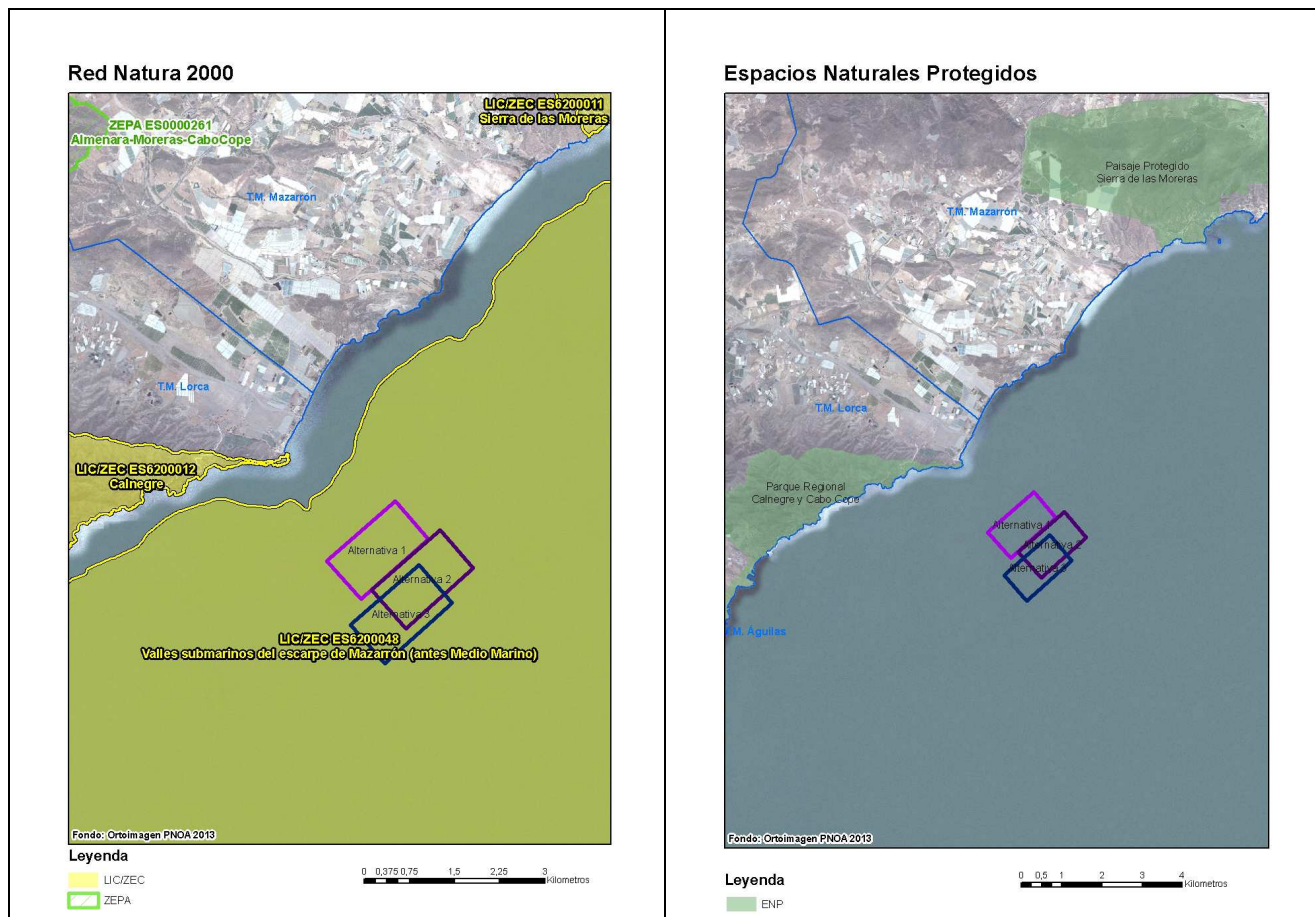 Red Natura 2000
LIC/ZEC ES6200011
Sierra de las Moreras
ZEPA ES0000261
Almenara-Moreras-CaboCope
T.M. Mazarrón
T.M. Lorca
LIC/ZEC ES6200012
Calnegre
Alternativa 1
Alternativa 2
Alternativa 3
LIC/ZEC ES6200048
Valles submarinos del escarpe de Mazarrón (antes Medio Marino)
Fondo: Ortoimagen PNOA 2013
Leyenda
LIC/ZEC
ZEPA
0 0,375 0,75 1,5 2,25 3
Kilometros
Espacios Naturales Protegidos
Paisaje Protegido
Sierra de las Moreras
T.M. Mazarrón
T.M. Lorca
Parque Regional
Calnegre y Cabo Cope
Alternativa 1
Alternativa 2
Alternativa 3
T.M. Águilas
Fondo: Ortoimagen PNOA 2013
Leyenda
ENP
0 0,5 1 2 3 4
Kilometros